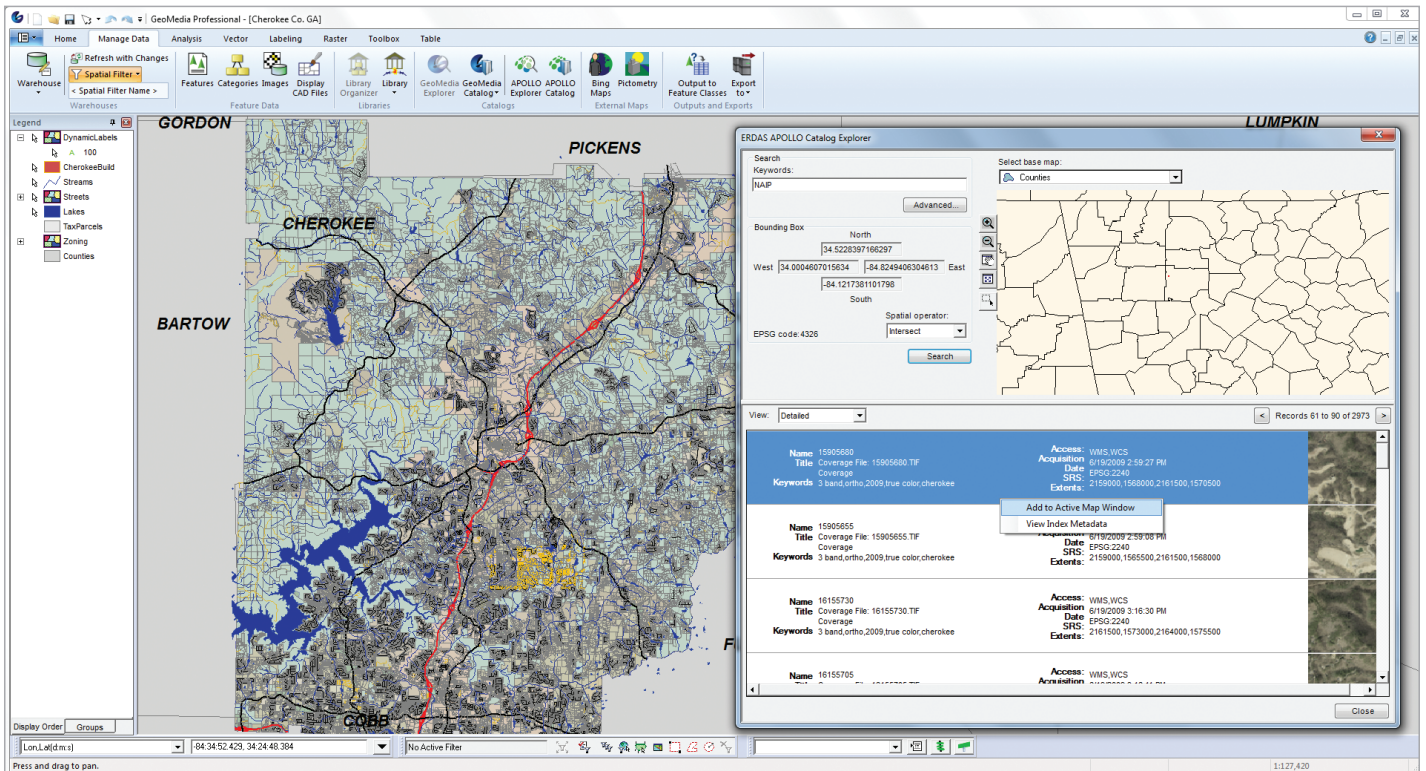 GeoMedia Professional - [Cherokee Co. GA]
Home Manage Data Analysis Vector Labeling Raster Toolbox Table
Warehouse
Refresh with Changes
Spatial Filter
< Spatial Filter Name >
Warehouses
Features Categories Images Display CAD Files
Feature Data
Library Organizer Library
Libraries
GeoMedia Explorer GeoMedia Catalog APOLLO Explorer APOLLO Catalog
Catalogs
Bing Maps Pictometry
External Maps
Output to Feature Classes Export to
Outputs and Exports
Legend
DynamicLabels
A 100
CherokeeBuild
Streams
Streets
Lakes
TaxParcels
Zoning
Counties
Display Order Groups
GORDON
PICKENS
LUMPKIN
CHEROKEE
BARTOW
F
COBB
ERDAS APOLLO Catalog Explorer
Search
Keywords:
NAIP
Advanced...
Bounding Box
North
34.5228397166297
West 34.0004607015634 -84.8249406304613 East
-84.1217381101798
South
Spatial operator:
EPSG code: 4326 Intersect
Search
Select base map:
Counties
View: Detailed
< Records 61 to 90 of 2973 >
Name 15905680
Title Coverage File: 15905680.TIF
Coverage
Keywords 3 band,ortho,2009,true color,cherokee
Access: WMS,WCS
Acquisition Date 6/19/2009 2:59:27 PM
SRS: EPSG:2240
Extents: 2159000,1568000,2161500,1570500
Add to Active Map Window
View Index Metadata
Name 15905655
Title Coverage File: 15905655.TIF
Coverage
Keywords 3 band,ortho,2009,true color,cherokee
Acquisition Date 6/19/2009 2:59:08 PM
SRS: EPSG:2240
Extents: 2159000,1565500,2161500,1568000
Name 16155730
Title Coverage File: 16155730.TIF
Coverage
Keywords 3 band,ortho,2009,true color,cherokee
Access: WMS,WCS
Acquisition Date 6/19/2009 3:16:30 PM
SRS: EPSG:2240
Extents: 2161500,1573000,2164000,1575500
Name 16155705
Access: WMS,WCS
Acquisition
Close
Lon,Lat(d:m:s) -84:34:52.429, 34:24:48.384 No Active Filter
Press and drag to pan.
1:127,420